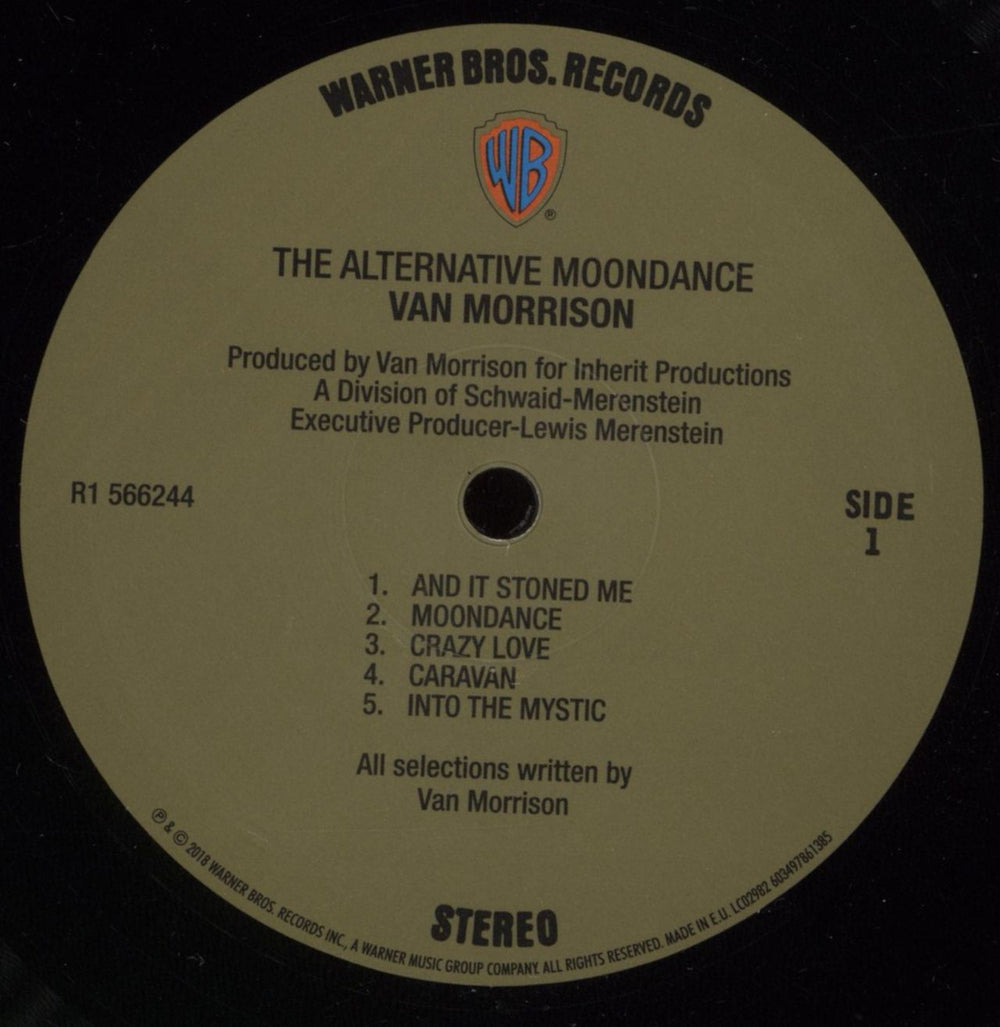 WARNER BROS. RECORDS
WB
®
THE ALTERNATIVE MOONDANCE
VAN MORRISON
Produced by Van Morrison for Inherit Productions
A Division of Schwaid-Merenstein
Executive Producer-Lewis Merenstein
R1 566244
SIDE
1
1. AND IT STONED ME
2. MOONDANCE
3. CRAZY LOVE
4. CARAVAN
5. INTO THE MYSTIC
All selections written by
Van Morrison
STEREO
℗ & © 2018 WARNER BROS. RECORDS INC., A WARNER MUSIC GROUP COMPANY. ALL RIGHTS RESERVED. MADE IN E.U. LC02982 603497861385